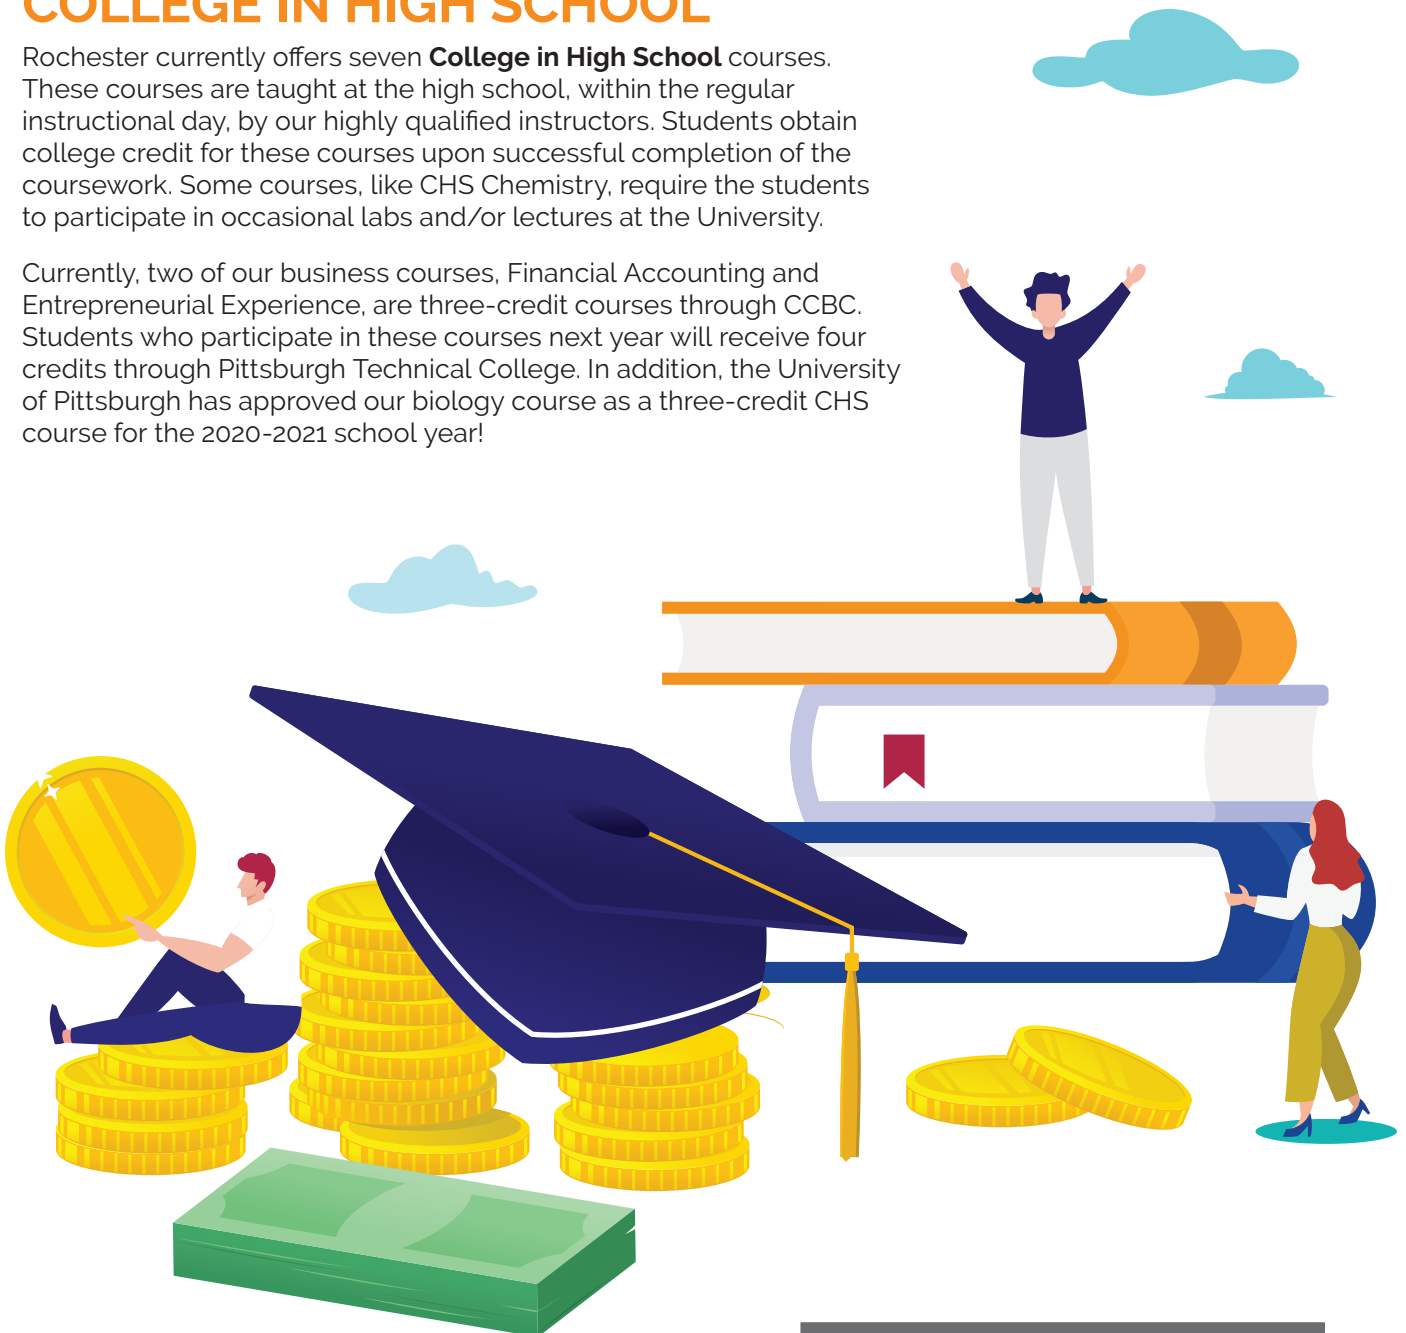 COLLEGE IN HIGH SCHOOL
Rochester currently offers seven College in High School courses.
These courses are taught at the high school, within the regular
instructional day, by our highly qualified instructors. Students obtain
college credit for these courses upon successful completion of the
coursework. Some courses, like CHS Chemistry, require the students
to participate in occasional labs and/or lectures at the University.
Currently, two of our business courses, Financial Accounting and
Entrepreneurial Experience, are three-credit courses through CCBC.
Students who participate in these courses next year will receive four
credits through Pittsburgh Technical College. In addition, the University
of Pittsburgh has approved our biology course as a three-credit CHS
course for the 2020-2021 school year!